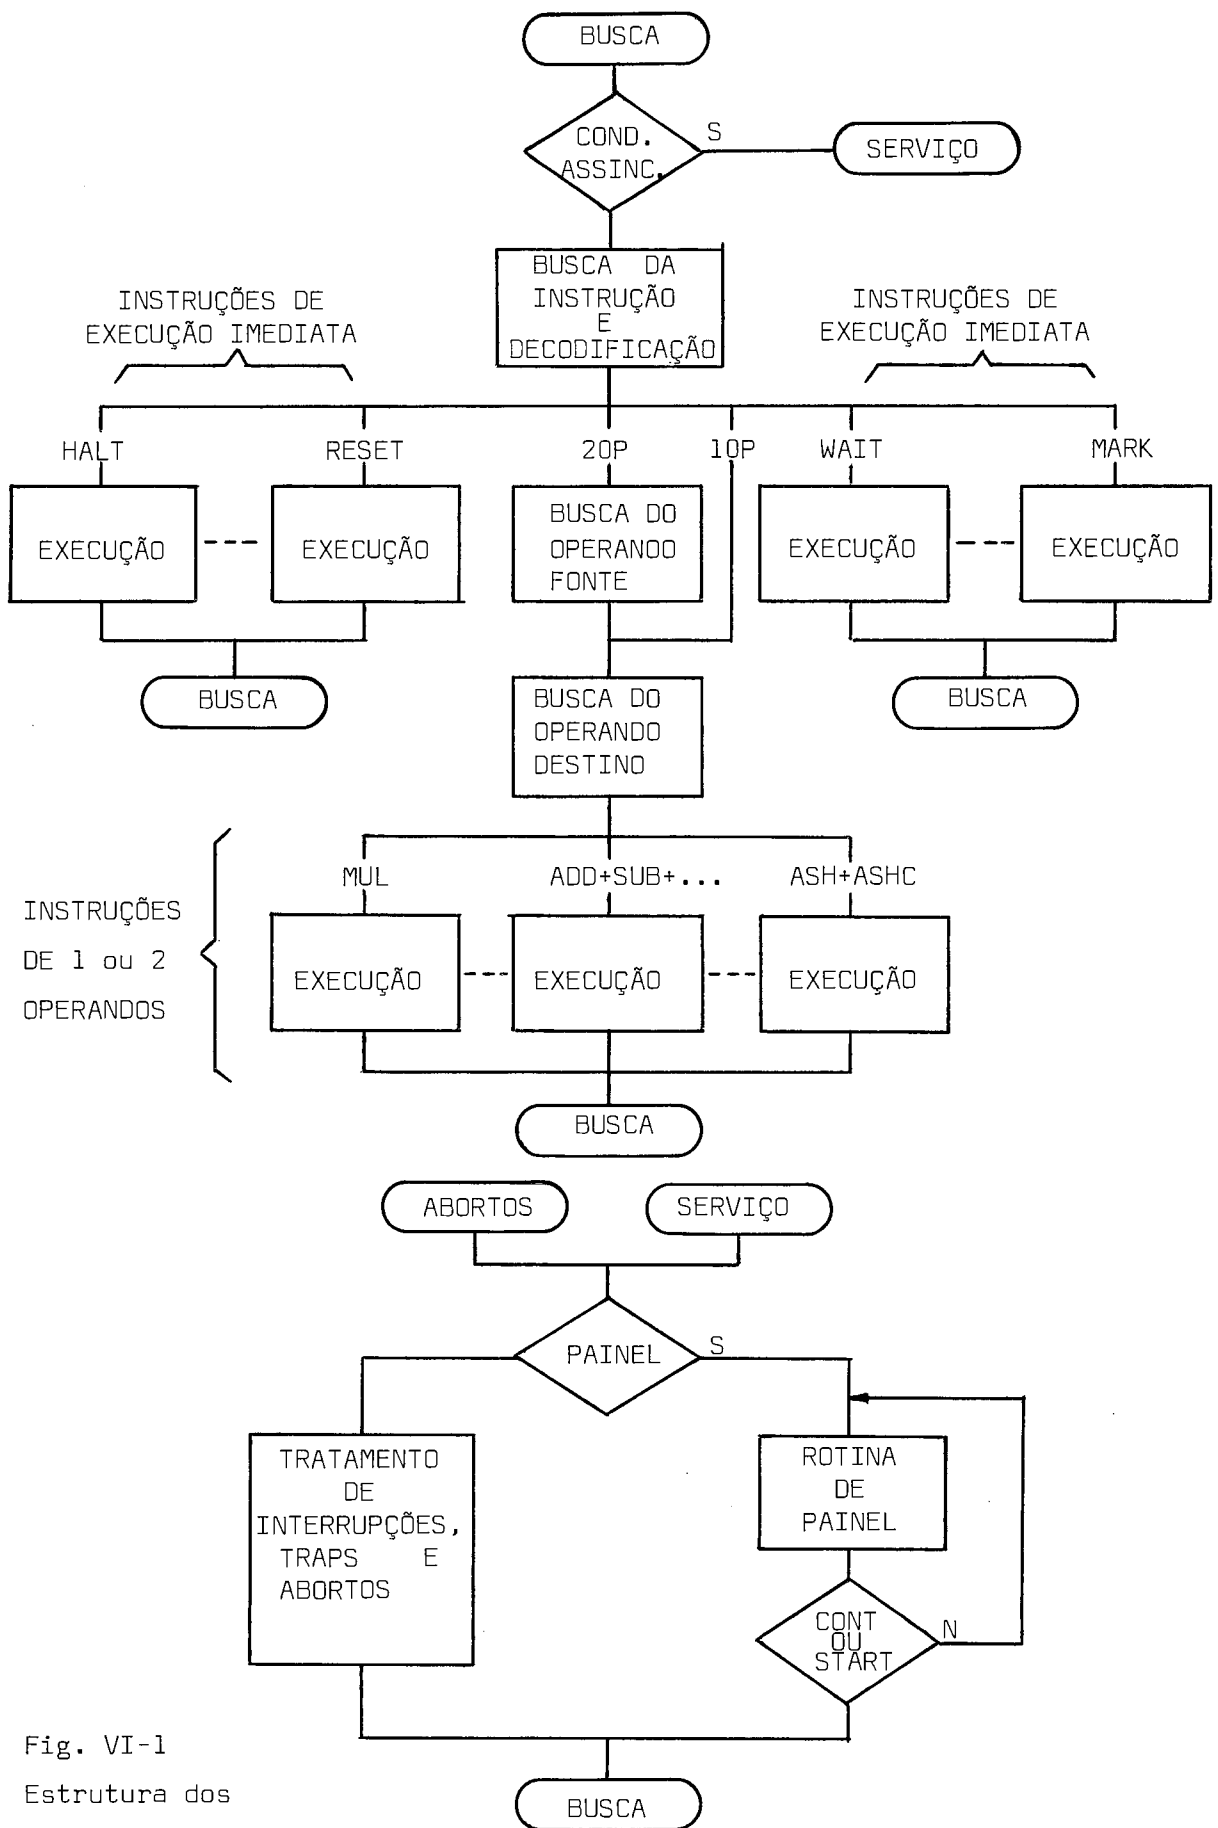 BUSCA
COND.
ASSINC.
S
SERVIÇO
BUSCA DA
INSTRUÇÃO
E
DECODIFICAÇÃO
INSTRUÇÕES DE
EXECUÇÃO IMEDIATA
INSTRUÇÕES DE
EXECUÇÃO IMEDIATA
HALT
RESET
2OP
1OP
WAIT
MARK
EXECUÇÃO
EXECUÇÃO
BUSCA DO
OPERANDO
FONTE
EXECUÇÃO
EXECUÇÃO
BUSCA
BUSCA DO
OPERANDO
DESTINO
BUSCA
MUL
ADD+SUB+...
ASH+ASHC
INSTRUÇÕES
DE 1 ou 2
OPERANDOS
EXECUÇÃO
EXECUÇÃO
EXECUÇÃO
BUSCA
ABORTOS
SERVIÇO
PAINEL
S
TRATAMENTO
DE
INTERRUPÇÕES,
TRAPS E
ABORTOS
ROTINA
DE
PAINEL
CONT
OU
START
N
BUSCA
Fig. VI-1
Estrutura dos